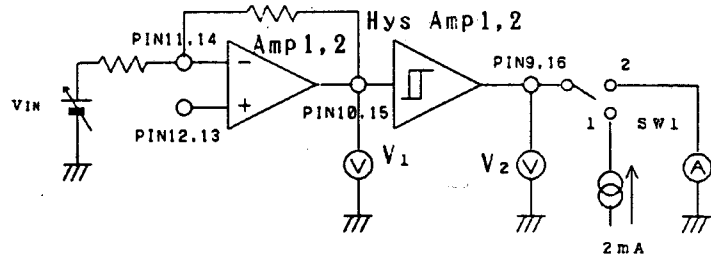 Hys Amp1,2
Amp1,2
PIN11.14
PIN9.16
2
VIN
PIN10.15
PIN12.13
1
SW1
V
V1
V
V2
A
2mA